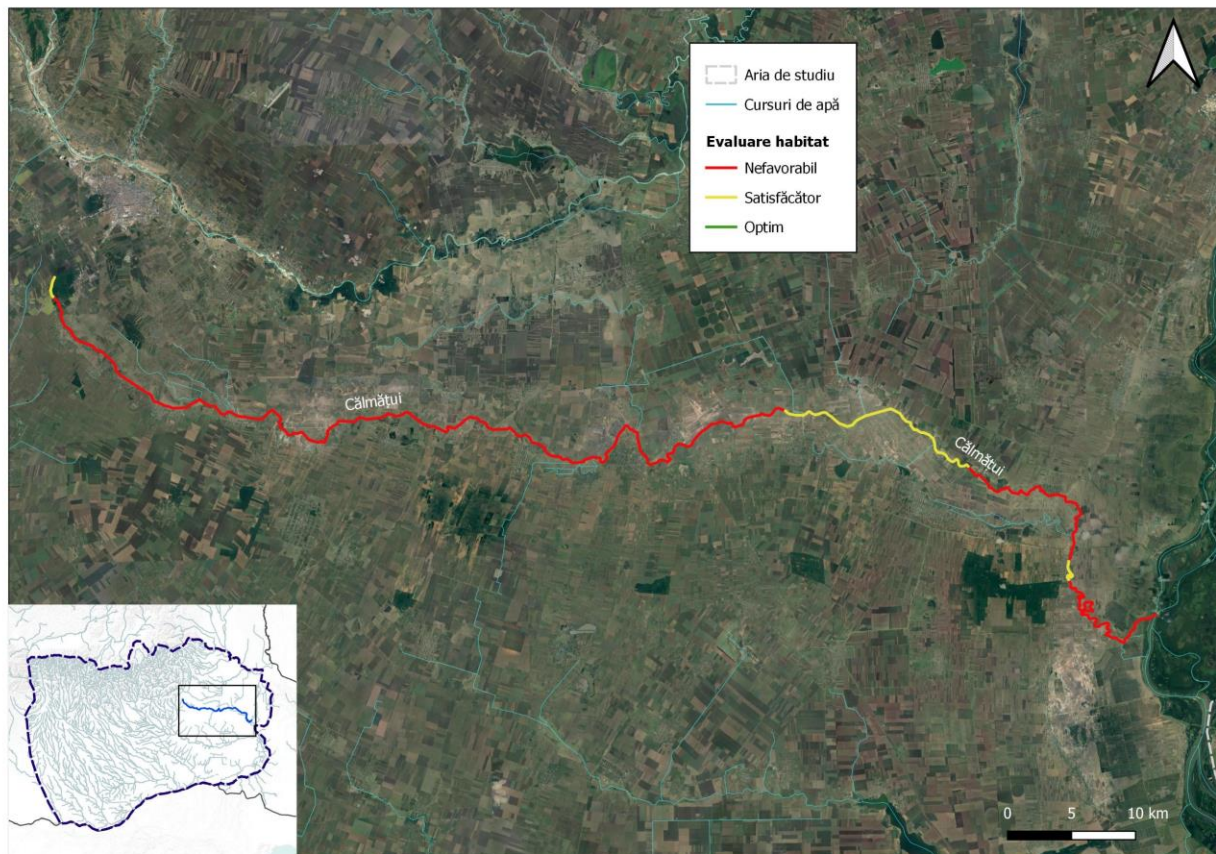 Aria de studiu
Cursuri de apă
Evaluare habitat
Nefavorabil
Satisfăcător
Optim
Călmățui
Călmățui
0 5 10 km